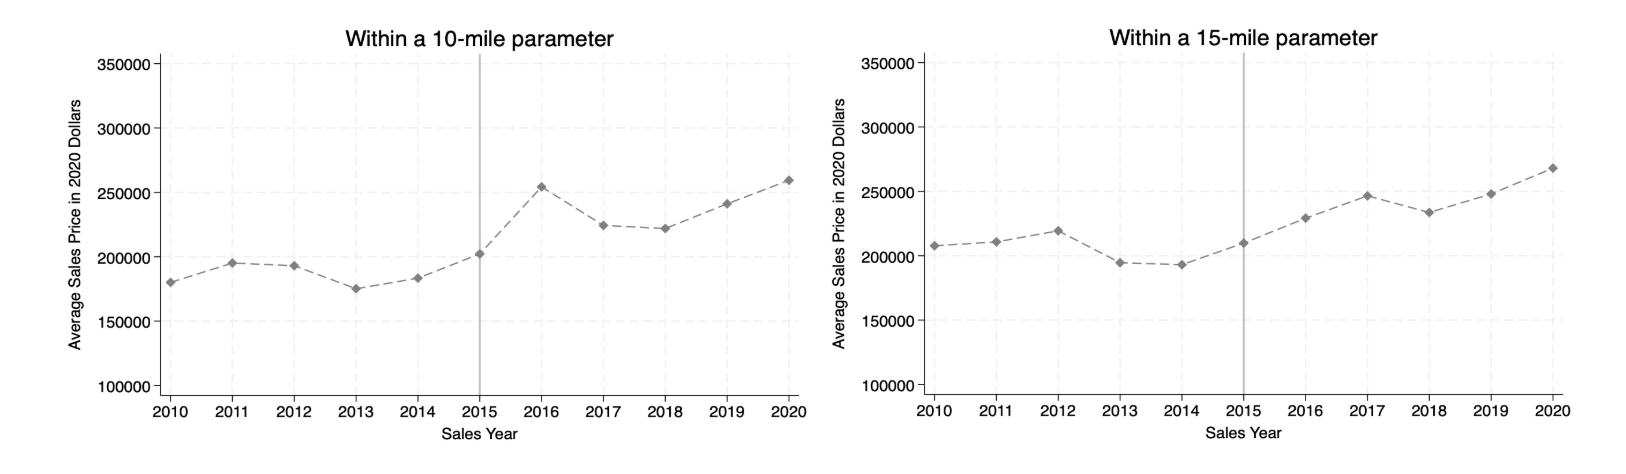 Within a 10-mile parameter
Average Sales Price in 2020 Dollars
350000
300000
250000
200000
150000
100000
2010 2011 2012 2013 2014 2015 2016 2017 2018 2019 2020
Sales Year
Within a 15-mile parameter
Average Sales Price in 2020 Dollars
350000
300000
250000
200000
150000
100000
2010 2011 2012 2013 2014 2015 2016 2017 2018 2019 2020
Sales Year